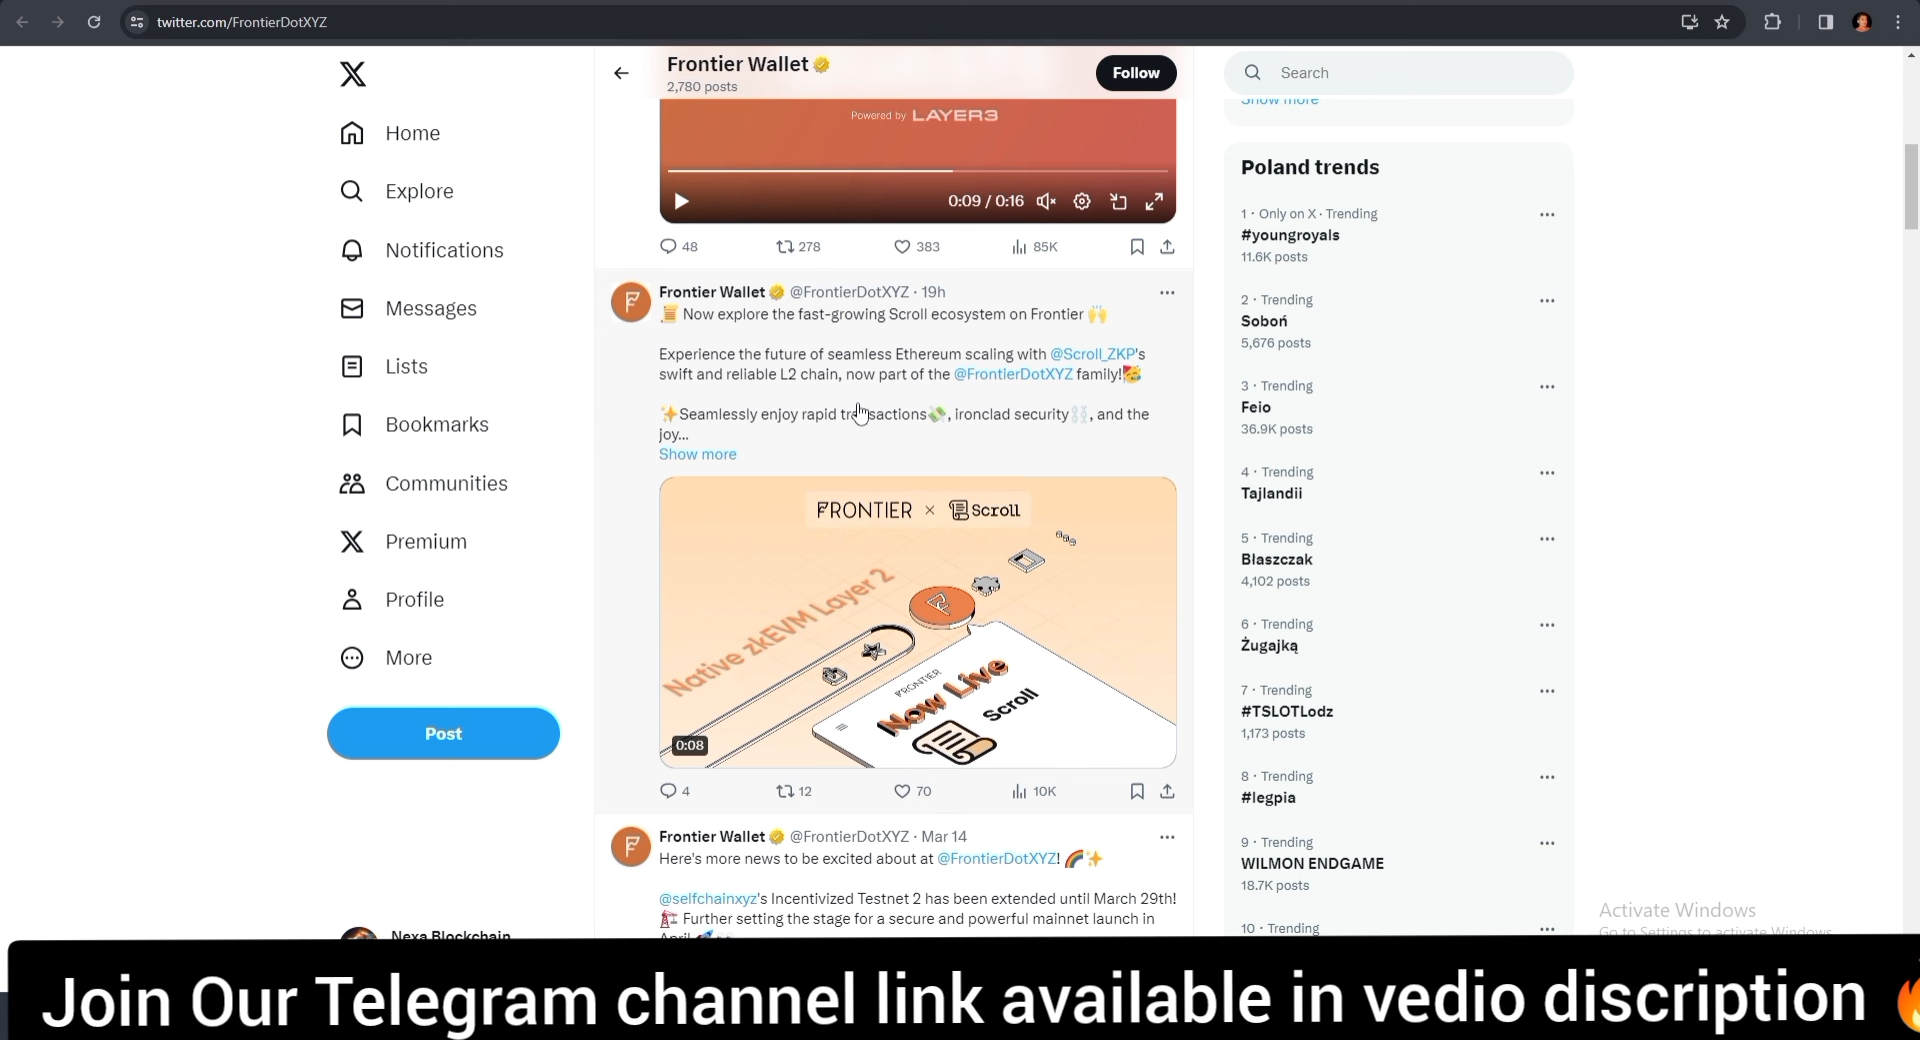 twitter.com/FrontierDotXYZ
Home
Explore
Notifications
Messages
Lists
Bookmarks
Communities
Premium
Profile
More
Post
Nexa Blockchain
Frontier Wallet
2,780 posts
Follow
Powered by LAYER3
0:09 / 0:16
48 278 383 85K
Frontier Wallet @FrontierDotXYZ · 19h
📜 Now explore the fast-growing Scroll ecosystem on Frontier 🙌
Experience the future of seamless Ethereum scaling with @Scroll_ZKP's
swift and reliable L2 chain, now part of the @FrontierDotXYZ family!🥳
✨Seamlessly enjoy rapid transactions💸, ironclad security⛓️, and the
joy...
Show more
FRONTIER × Scroll
Native zkEVM Layer 2
FRONTIER
Now Live
Scroll
0:08
4 12 70 10K
Frontier Wallet @FrontierDotXYZ · Mar 14
Here's more news to be excited about at @FrontierDotXYZ! 🌈✨
@selfchainxyz's Incentivized Testnet 2 has been extended until March 29th!
🏗️ Further setting the stage for a secure and powerful mainnet launch in
April 🚀
Search
Show more
Poland trends
1 · Only on X · Trending
#youngroyals
11.6K posts
2 · Trending
Soboń
5,676 posts
3 · Trending
Feio
36.9K posts
4 · Trending
Tajlandii
5 · Trending
Błaszczak
4,102 posts
6 · Trending
Żugajką
7 · Trending
#TSLOTLodz
1,173 posts
8 · Trending
#legpia
9 · Trending
WILMON ENDGAME
18.7K posts
10 · Trending
Activate Windows
Go to Settings to activate Windows.
Join Our Telegram channel link available in vedio discription 🔥